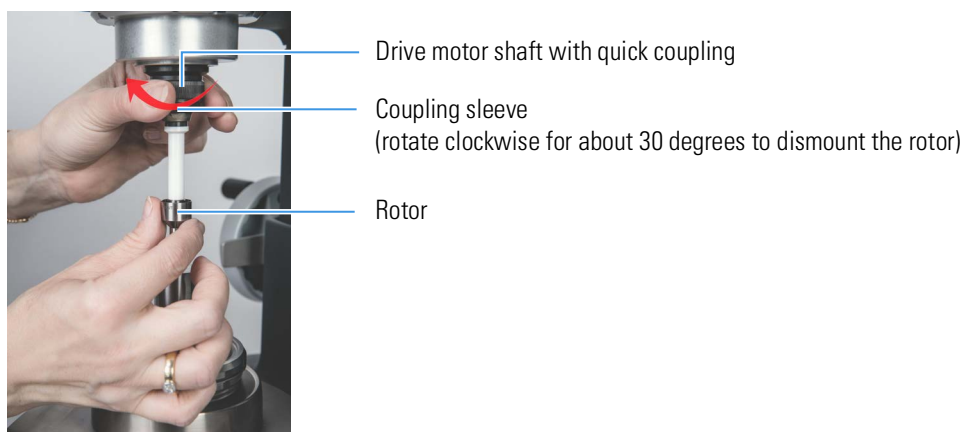 Drive motor shaft with quick coupling
Coupling sleeve
(rotate clockwise for about 30 degrees to dismount the rotor)
Rotor